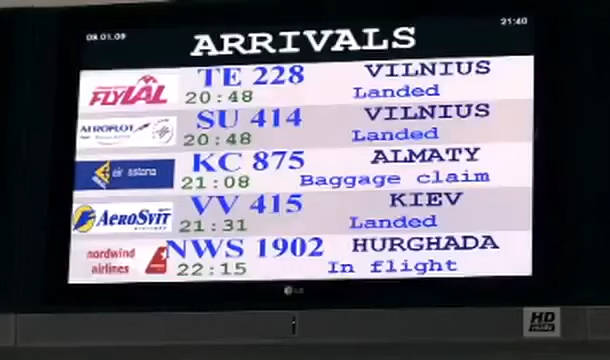 09.01.09
21:40
ARRIVALS
FLYLAL TE 228 VILNIUS
20:48 Landed
AEROFLOT SU 414 VILNIUS
20:48 Landed
air astana KC 875 ALMATY
21:08 Baggage claim
AEROSVIT VV 415 KIEV
21:31 Landed
nordwind airlines NWS 1902 HURGHADA
22:15 In flight
LG
HD